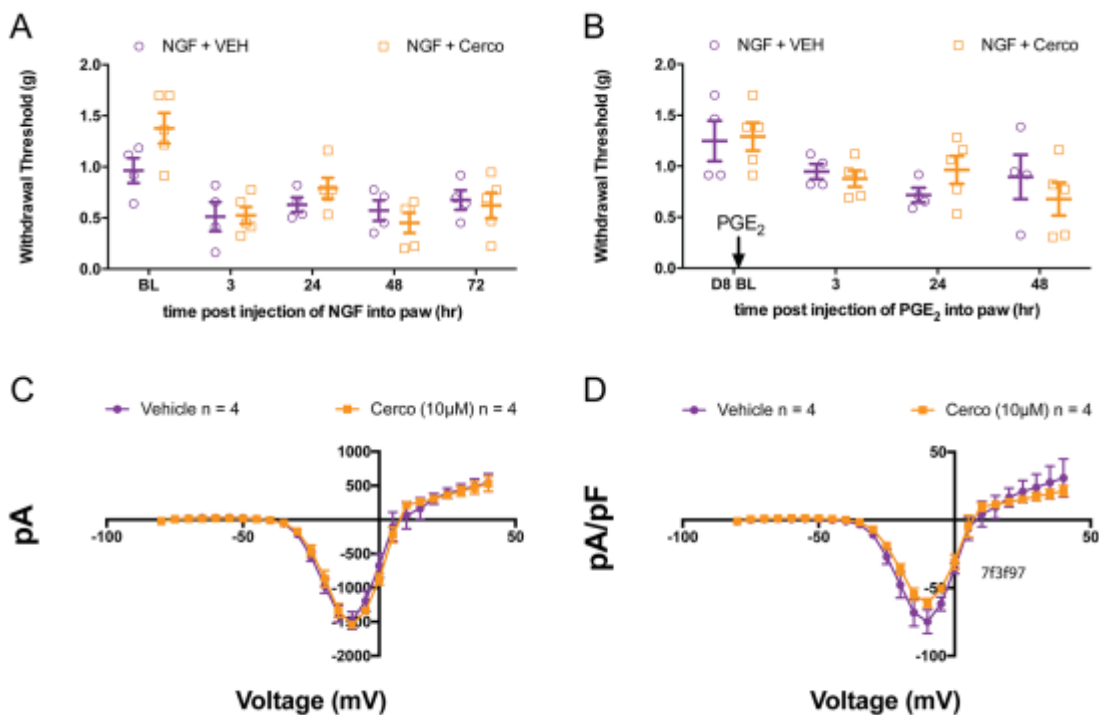 A
NGF + VEH
NGF + Cerco
Withdrawal Threshold (g)
2.0
1.5
1.0
0.5
0.0
BL
3
24
48
72
time post injection of NGF into paw (hr)
B
NGF + VEH
NGF + Cerco
Withdrawal Threshold (g)
2.0
1.5
1.0
0.5
0.0
PGE₂
D8 BL
3
24
48
time post injection of PGE₂ into paw (hr)
C
Vehicle n = 4
Cerco (10μM) n = 4
pA
1000
500
-500
-1000
-1500
-2000
-100
-50
50
Voltage (mV)
D
Vehicle n = 4
Cerco (10μM) n = 4
pA/pF
50
-50
-100
-100
-50
50
7f3f97
Voltage (mV)